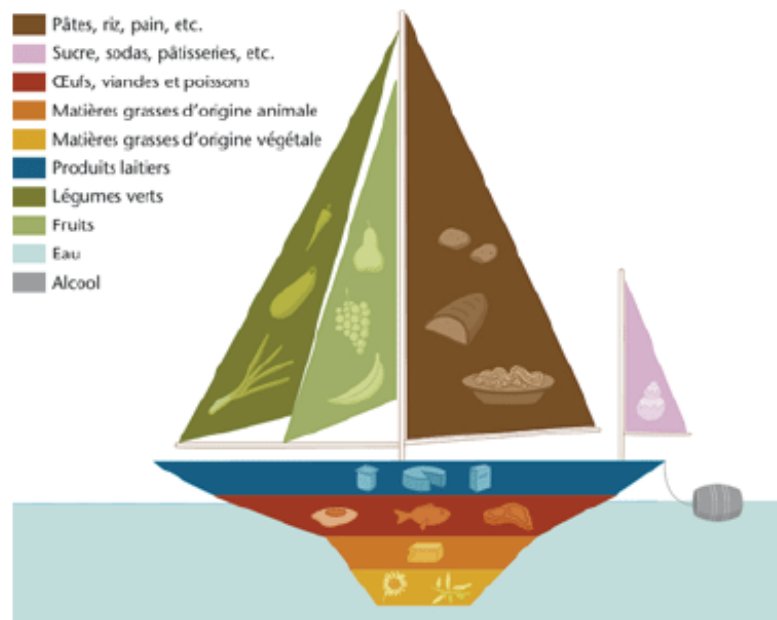 Pâtes, riz, pain, etc.
Sucre, sodas, pâtisseries, etc.
Œufs, viandes et poissons
Matières grasses d'origine animale
Matières grasses d'origine végétale
Produits laitiers
Légumes verts
Fruits
Eau
Alcool